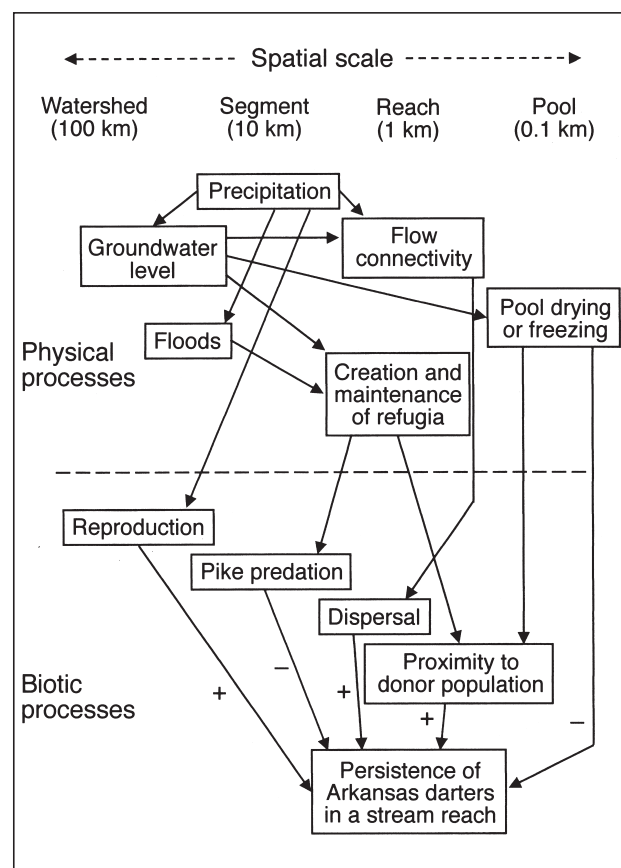 Spatial scale
Watershed
(100 km)
Segment
(10 km)
Reach
(1 km)
Pool
(0.1 km)
Precipitation
Groundwater
level
Flow
connectivity
Pool drying
or freezing
Floods
Physical
processes
Creation and
maintenance
of refugia
Reproduction
Pike predation
Dispersal
Proximity to
donor population
Biotic
processes
+
–
+
+
–
Persistence of
Arkansas darters
in a stream reach